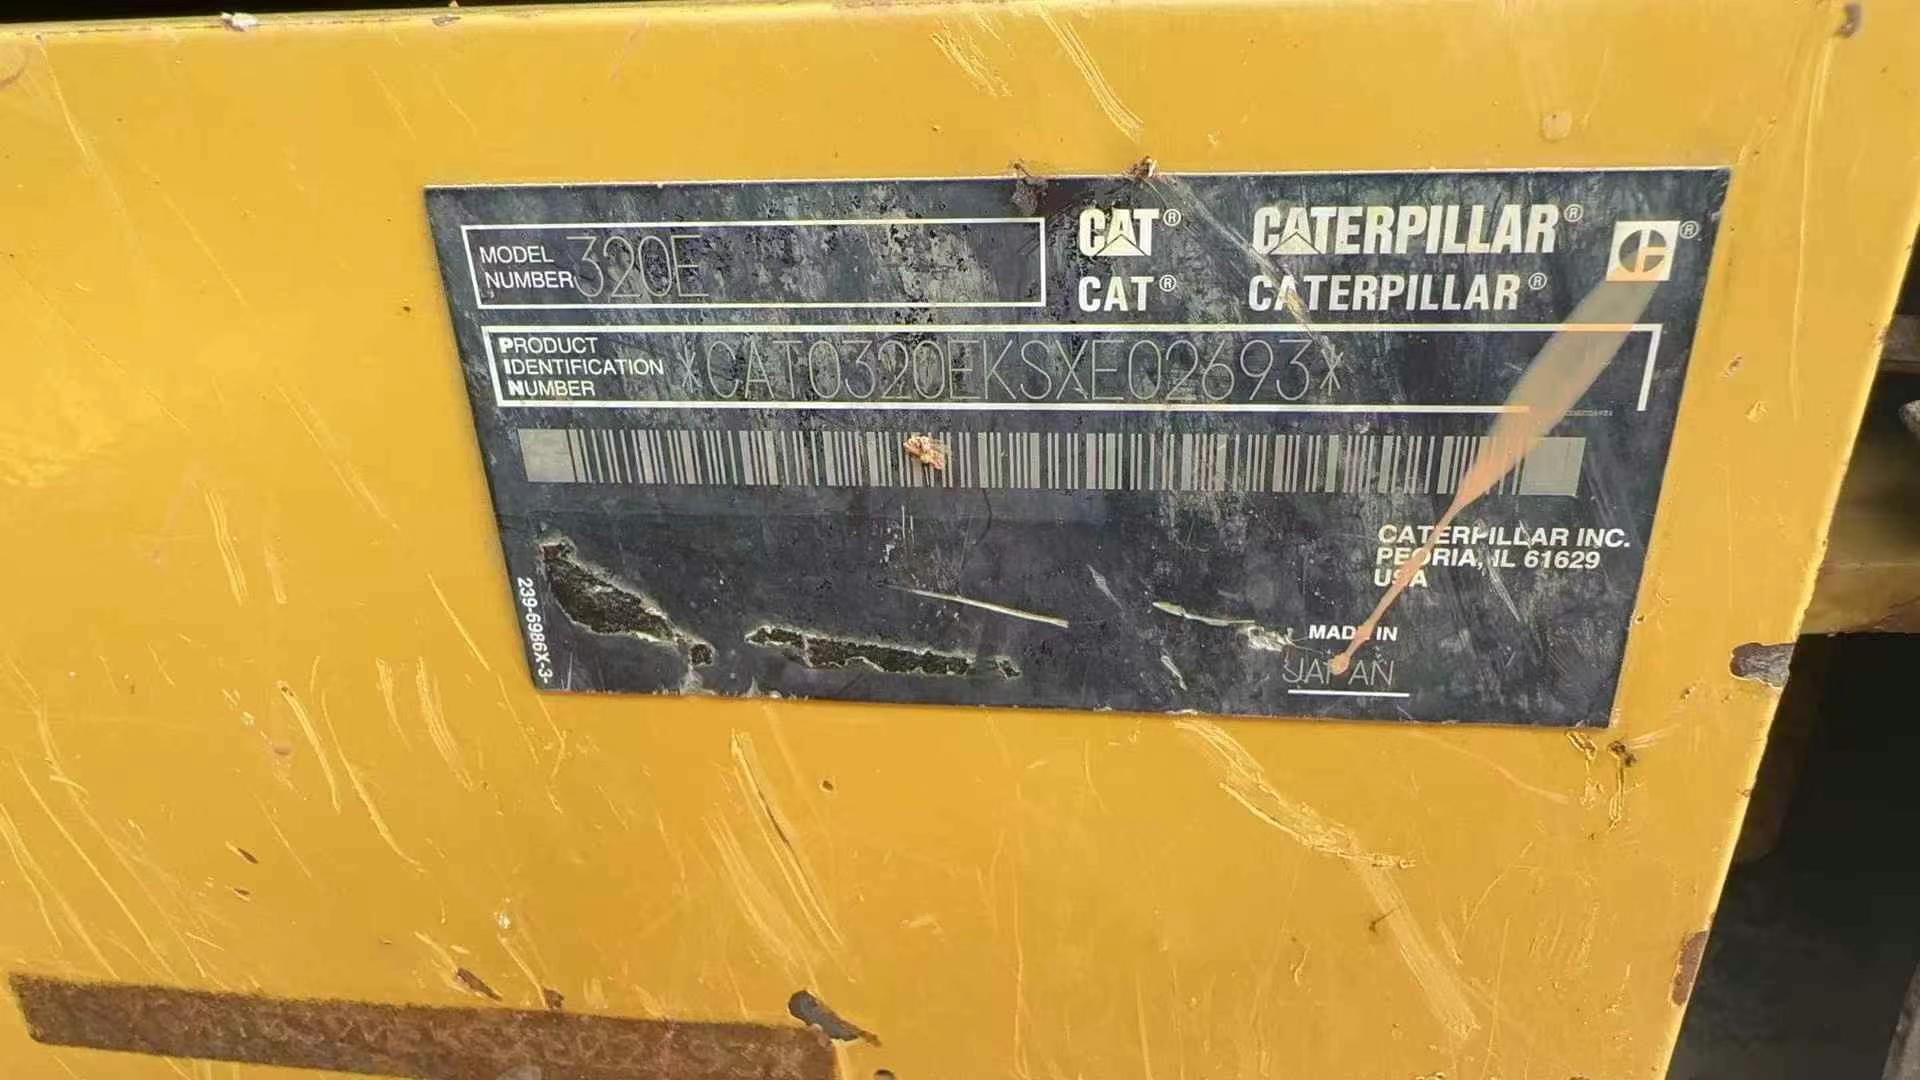 MODEL NUMBER 320E
CAT® CATERPILLAR® ®
CAT® CATERPILLAR®
PRODUCT
IDENTIFICATION
NUMBER
*CAT0320EKSXE02693*
CATERPILLAR INC.
PEORIA, IL 61629
USA
MADE IN
JAPAN
239-6986X-3-